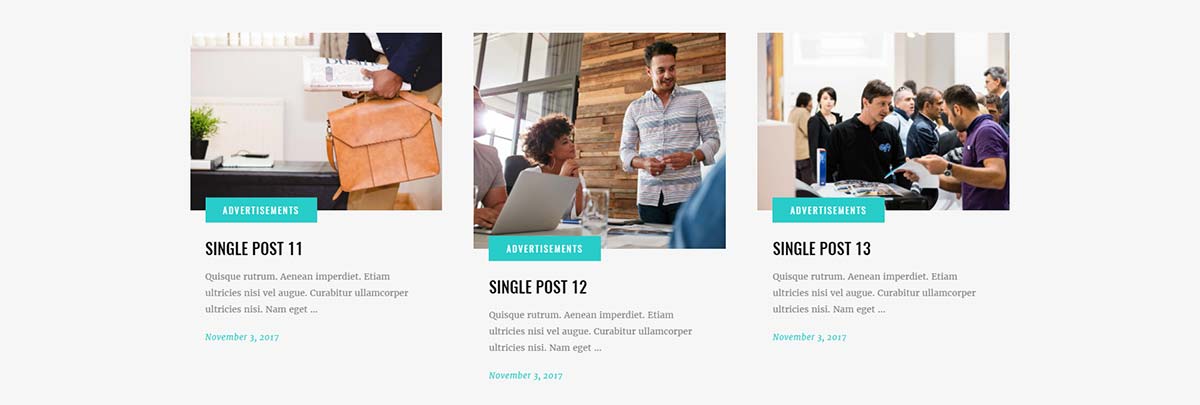 Busin
ADVERTISEMENTS
SINGLE POST 11
Quisque rutrum. Aenean imperdiet. Etiam
ultricies nisi vel augue. Curabitur ullamcorper
ultricies nisi. Nam eget ...
November 3, 2017
ADVERTISEMENTS
SINGLE POST 12
Quisque rutrum. Aenean imperdiet. Etiam
ultricies nisi vel augue. Curabitur ullamcorper
ultricies nisi. Nam eget ...
November 3, 2017
ADVERTISEMENTS
SINGLE POST 13
Quisque rutrum. Aenean imperdiet. Etiam
ultricies nisi vel augue. Curabitur ullamcorper
ultricies nisi. Nam eget ...
November 3, 2017